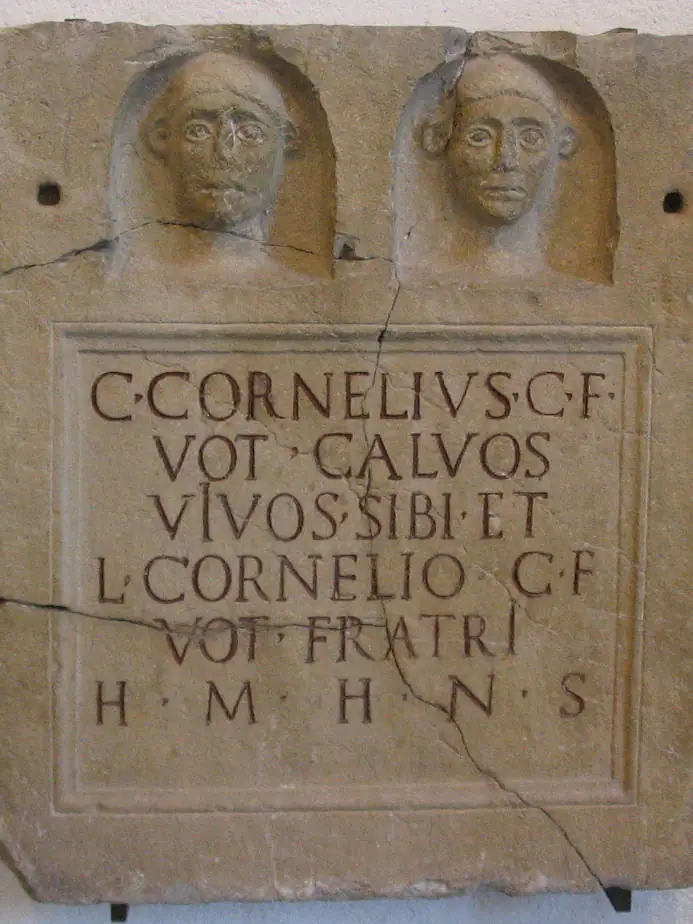 C·CORNELIVS·C·F·
VOT · CALVOS
VIVOS·SIBI·ET
L·CORNELIO · C·F
VOT · FRATRI
H · M · H · N · S